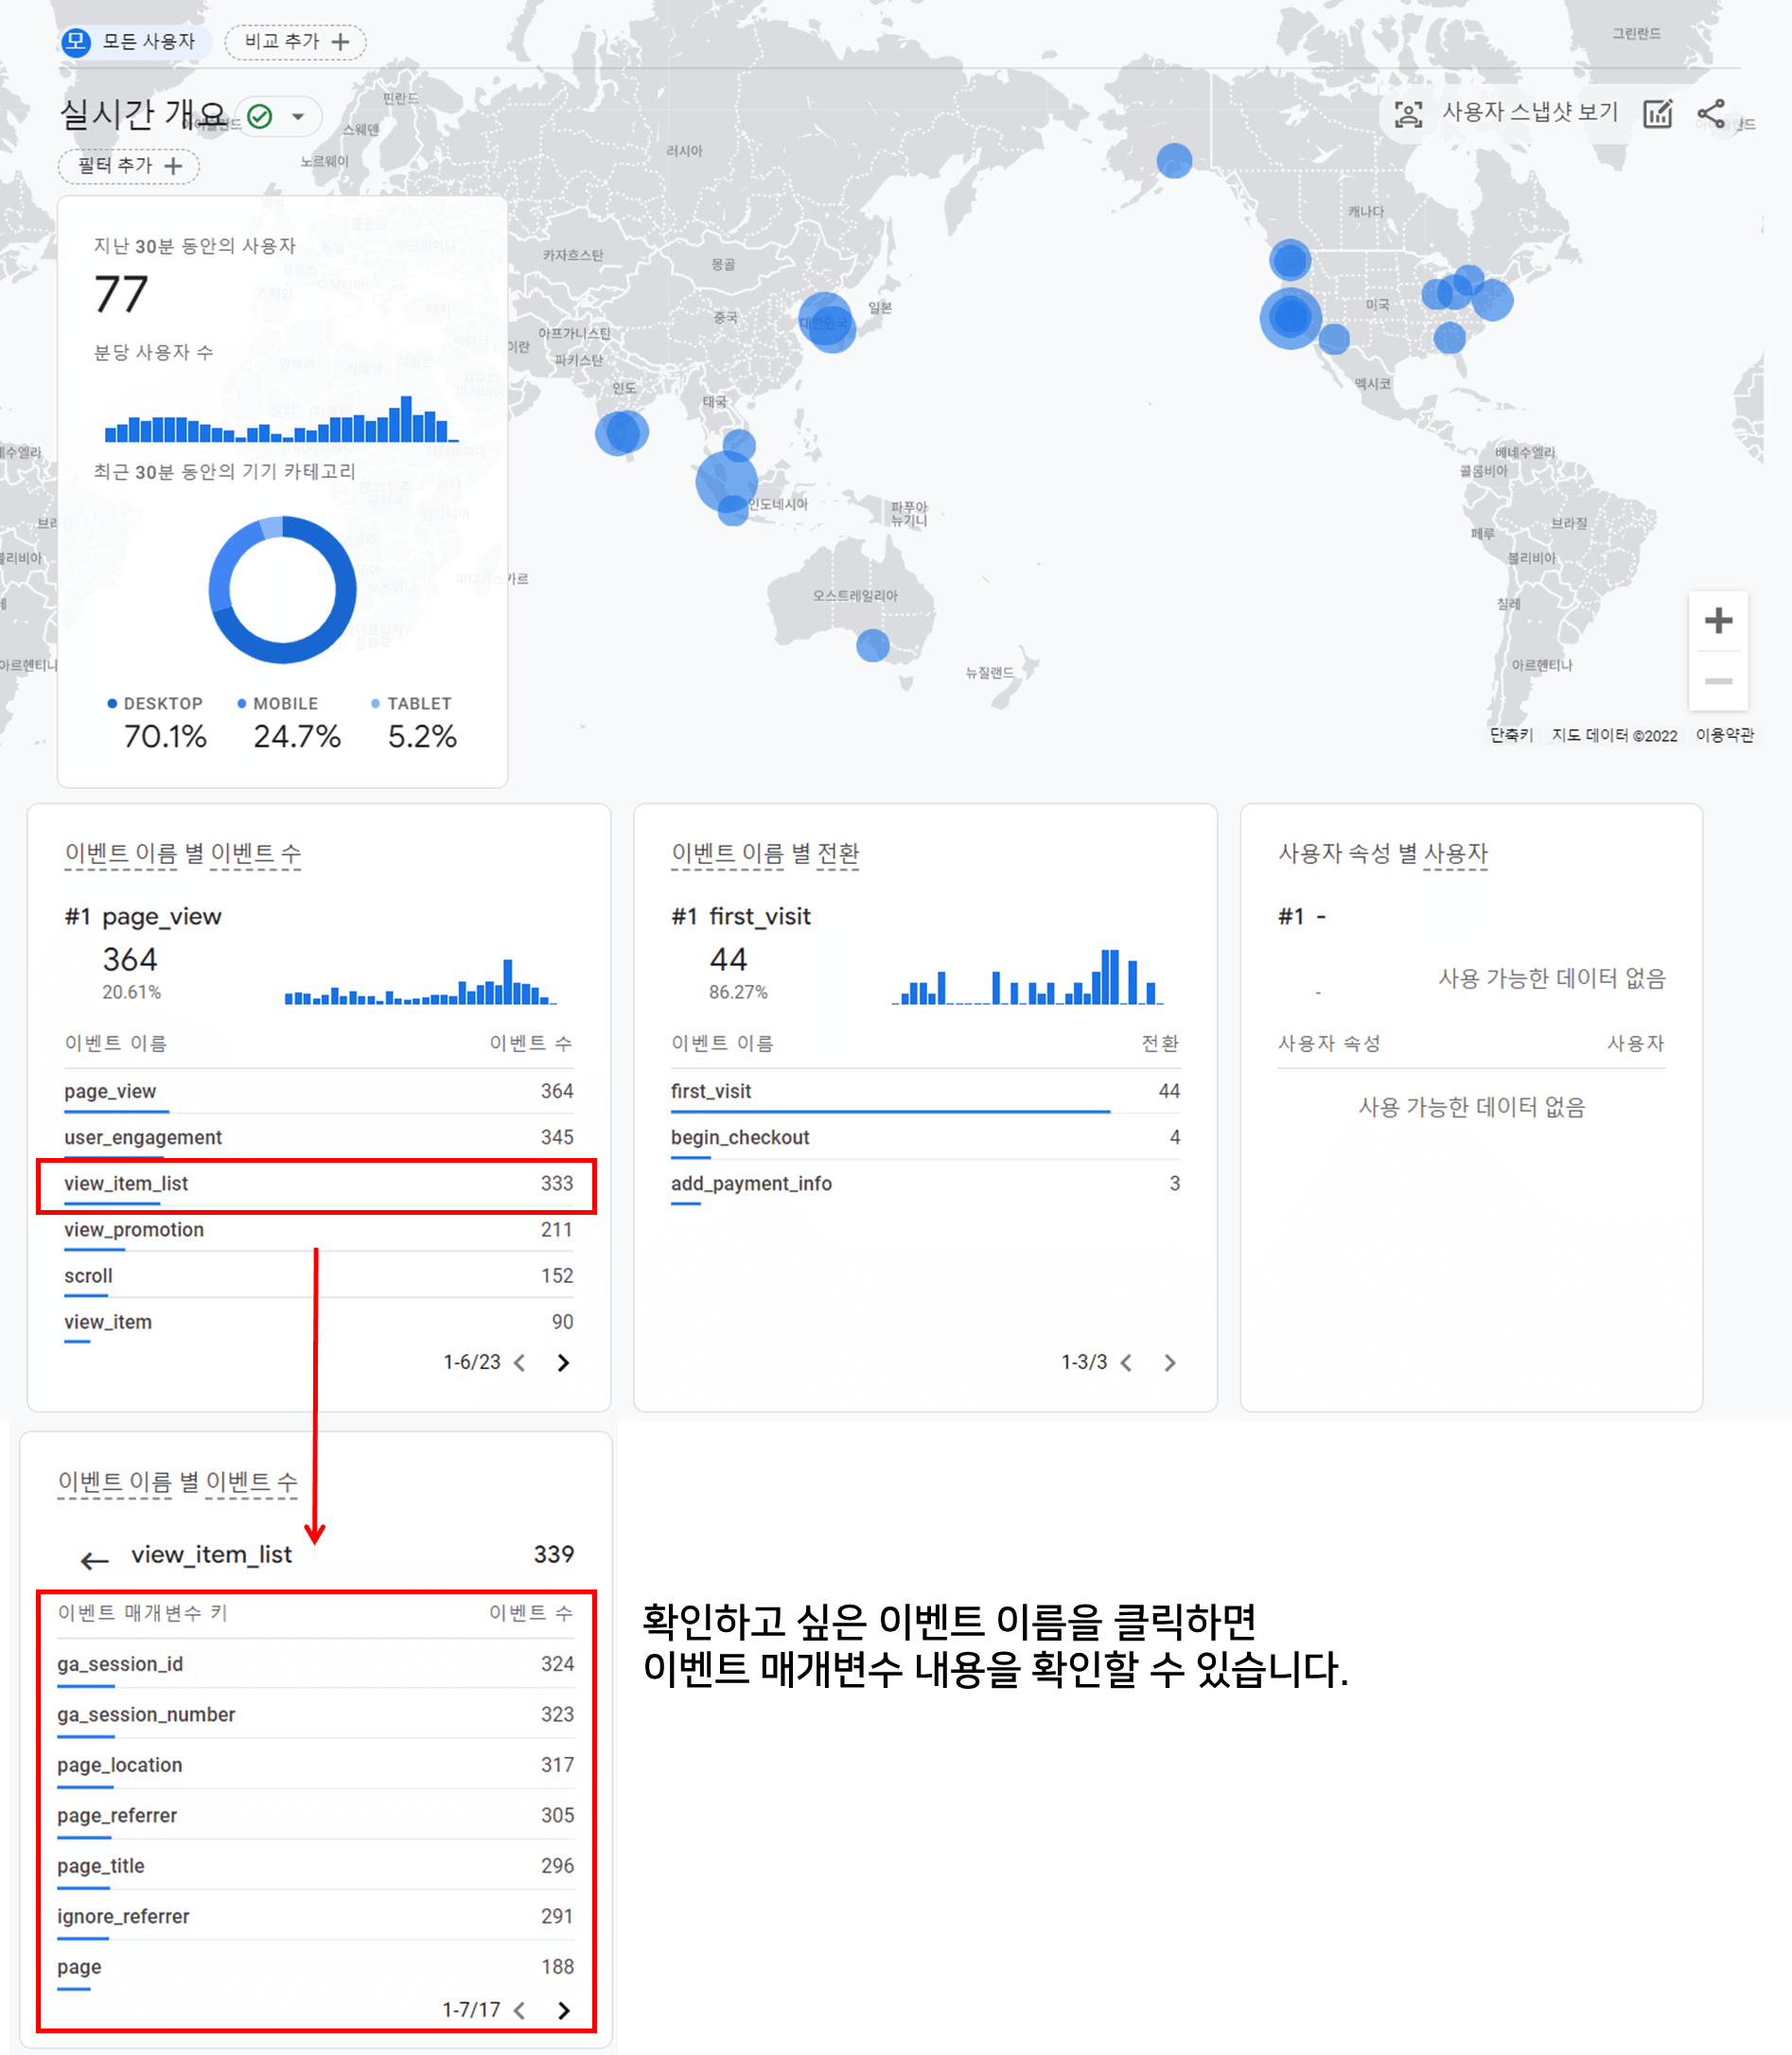 모 모든 사용자 비교 추가 +
그린란드
실시간 개요
사용자 스냅샷 보기
필터 추가 +
핀란드
스웨덴
노르웨이
러시아
캐나다
카자흐스탄
몽골
일본
중국
대한민국
미국
아프가니스탄
이란
파키스탄
인도
태국
멕시코
베네수엘라
콜롬비아
인도네시아
파푸아
뉴기니
브라질
페루
볼리비아
오스트레일리아
칠레
뉴질랜드
아르헨티나
단축키 지도 데이터 ©2022 이용약관
지난 30분 동안의 사용자
77
분당 사용자 수
최근 30분 동안의 기기 카테고리
DESKTOP MOBILE TABLET
70.1% 24.7% 5.2%
이벤트 이름 별 이벤트 수
#1 page_view
364
20.61%
이벤트 이름 이벤트 수
page_view 364
user_engagement 345
view_item_list 333
view_promotion 211
scroll 152
view_item 90
1-6/23
이벤트 이름 별 전환
#1 first_visit
44
86.27%
이벤트 이름 전환
first_visit 44
begin_checkout 4
add_payment_info 3
1-3/3
사용자 속성 별 사용자
#1 -
사용 가능한 데이터 없음
-
사용자 속성 사용자
사용 가능한 데이터 없음
이벤트 이름 별 이벤트 수
view_item_list 339
이벤트 매개변수 키 이벤트 수
ga_session_id 324
ga_session_number 323
page_location 317
page_referrer 305
page_title 296
ignore_referrer 291
page 188
1-7/17
확인하고 싶은 이벤트 이름을 클릭하면
이벤트 매개변수 내용을 확인할 수 있습니다.